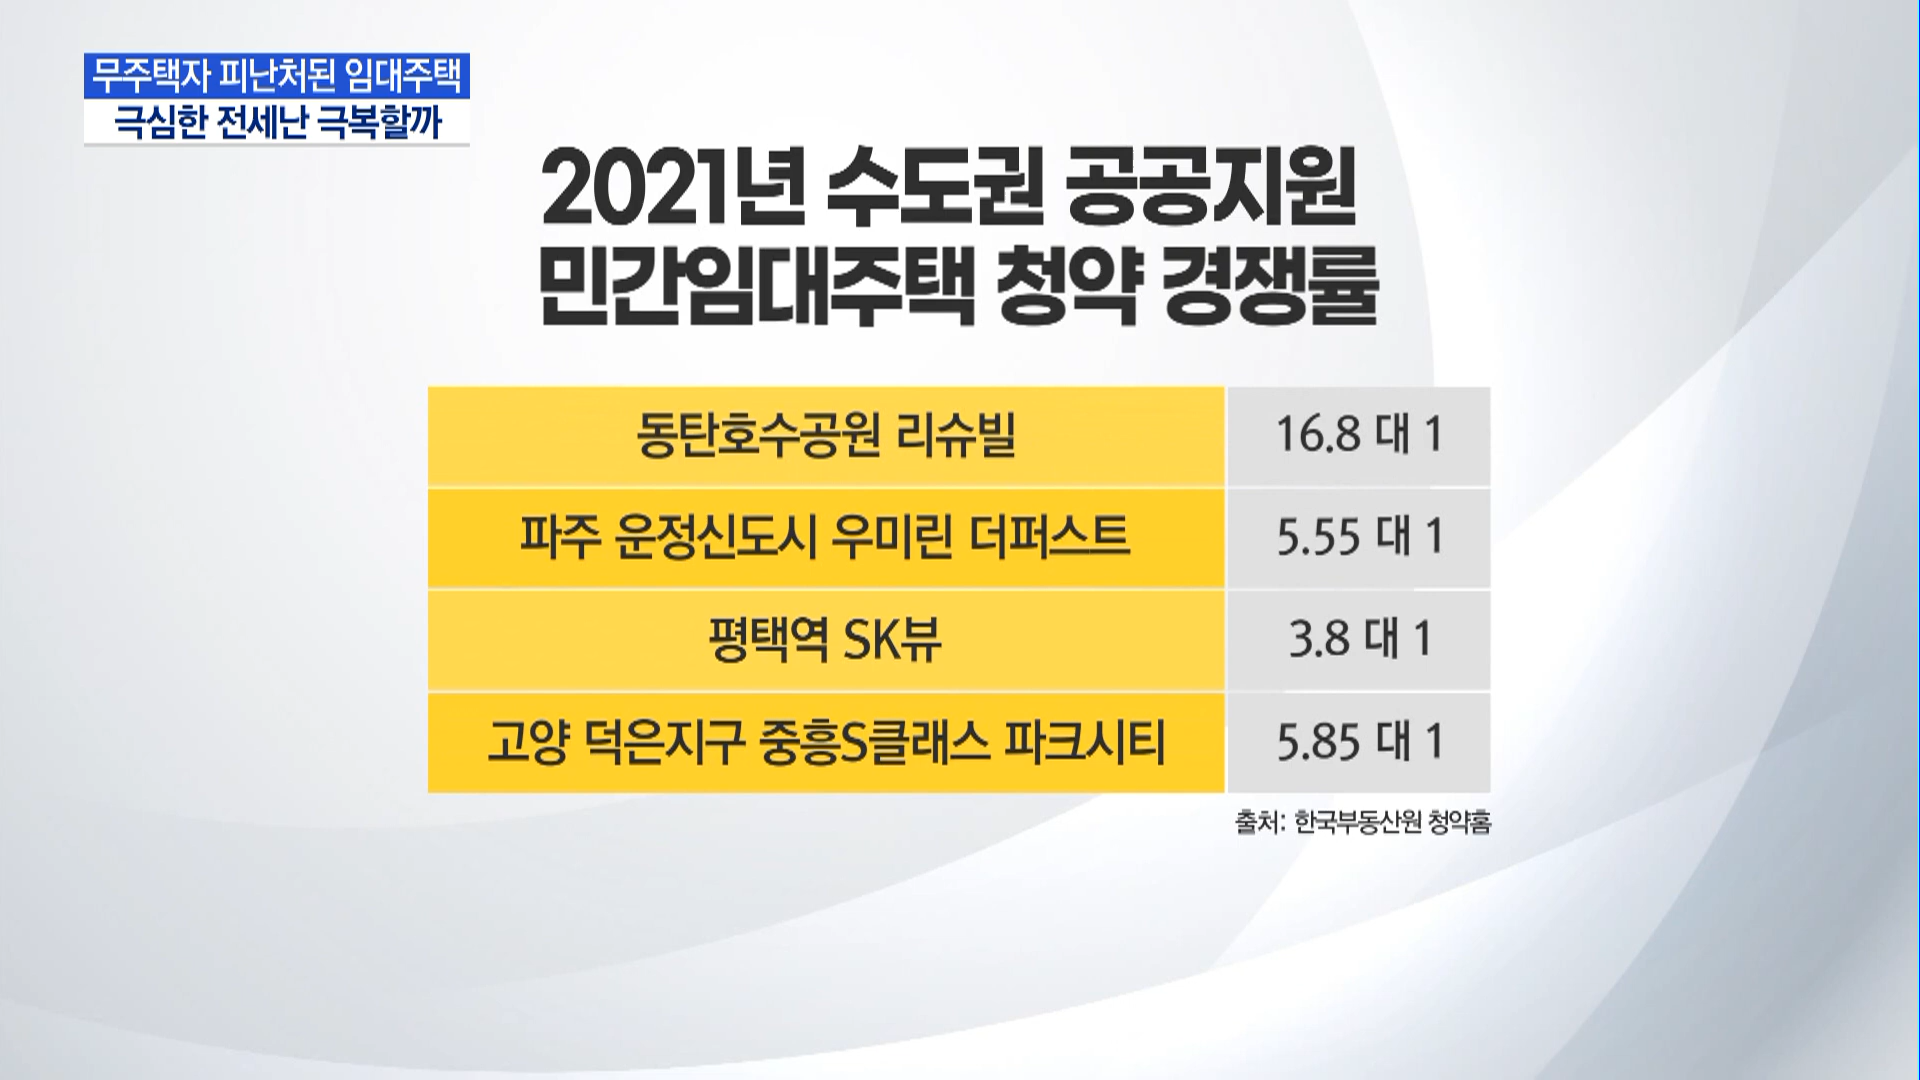 무주택자 피난처된 임대주택
극심한 전세난 극복할까
2021년 수도권 공공지원
민간임대주택 청약 경쟁률
동탄호수공원 리슈빌 16.8 대 1
파주 운정신도시 우미린 더퍼스트 5.55 대 1
평택역 SK뷰 3.8 대 1
고양 덕은지구 중흥S클래스 파크시티 5.85 대 1
출처: 한국부동산원 청약홈